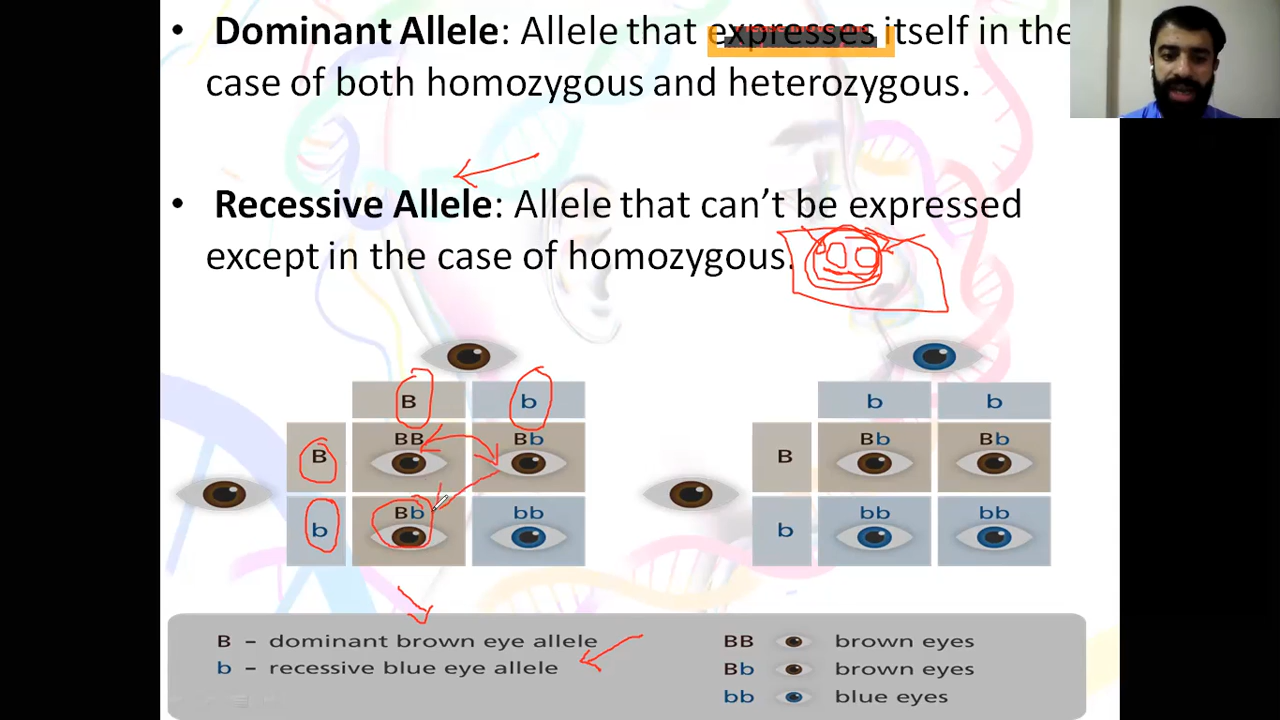 • Dominant Allele: Allele that expresses itself in the
case of both homozygous and heterozygous.
• Recessive Allele: Allele that can't be expressed
except in the case of homozygous.
B b
B BB Bb
b Bb bb
b b
B Bb Bb
b bb bb
B – dominant brown eye allele
b – recessive blue eye allele
BB brown eyes
Bb brown eyes
bb blue eyes